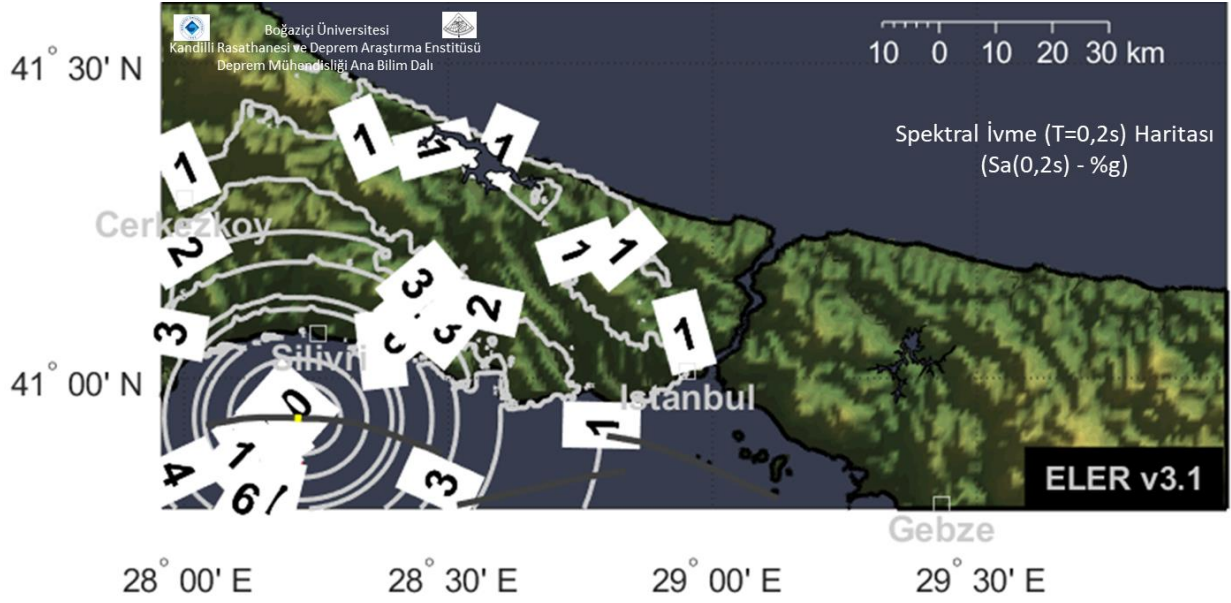 Boğaziçi Üniversitesi
Kandilli Rasathanesi ve Deprem Araştırma Enstitüsü
Deprem Mühendisliği Ana Bilim Dalı
10 0 10 20 30 km
41° 30' N
Spektral İvme (T=0,2s) Haritası
(Sa(0,2s) - %g)
1
1
1
1
Cerkezkoy
2
1
1
3
2
3
3
1
Silivri
41° 00' N
0
Istanbul
1
1
4
3
6
ELER v3.1
Gebze
28° 00' E
28° 30' E
29° 00' E
29° 30' E